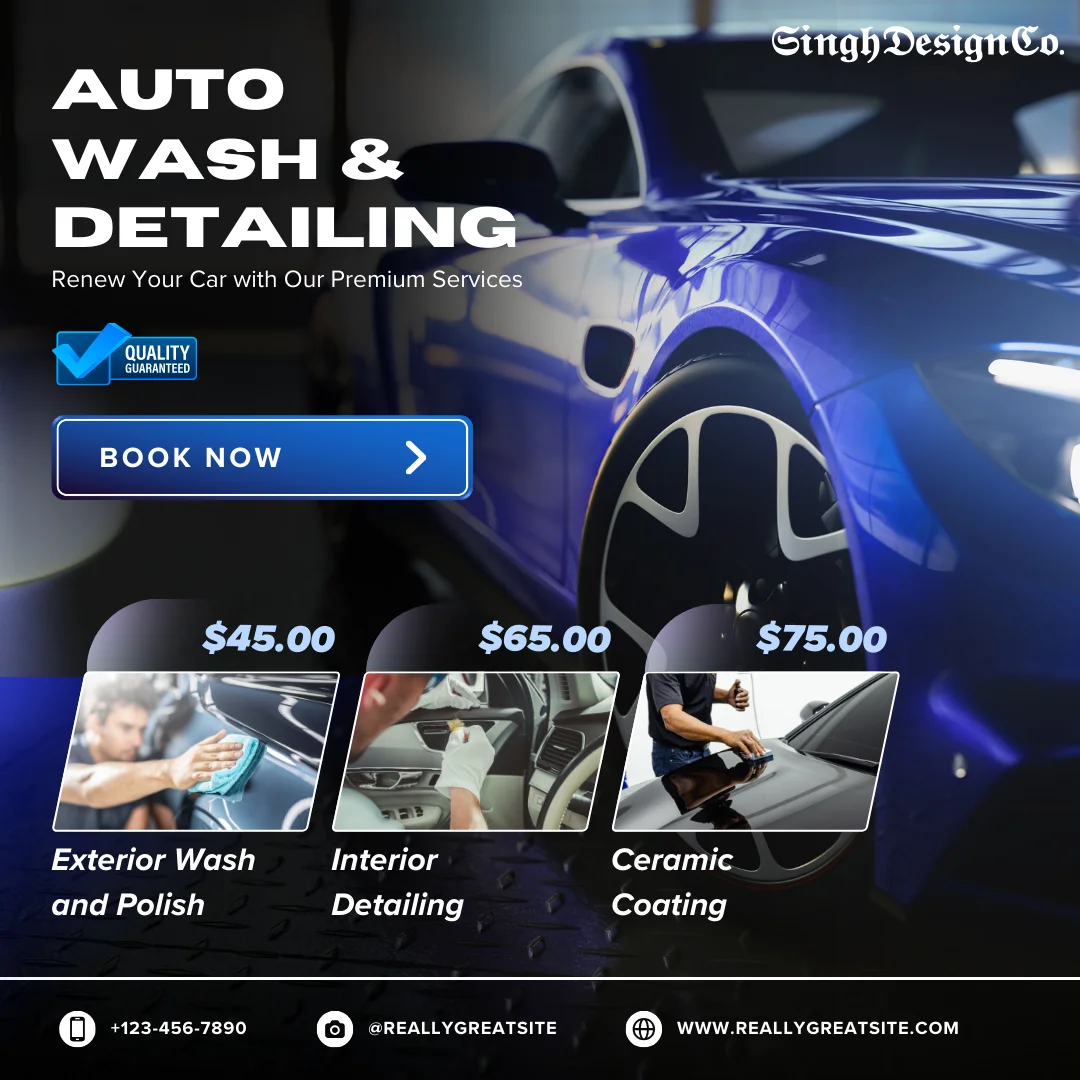 SinghDesignCo.
AUTO
WASH &
DETAILING
Renew Your Car with Our Premium Services
QUALITY
GUARANTEED
BOOK NOW
$45.00
$65.00
$75.00
Exterior Wash
and Polish
Interior
Detailing
Ceramic
Coating
+123-456-7890
@REALLYGREATSITE
WWW.REALLYGREATSITE.COM